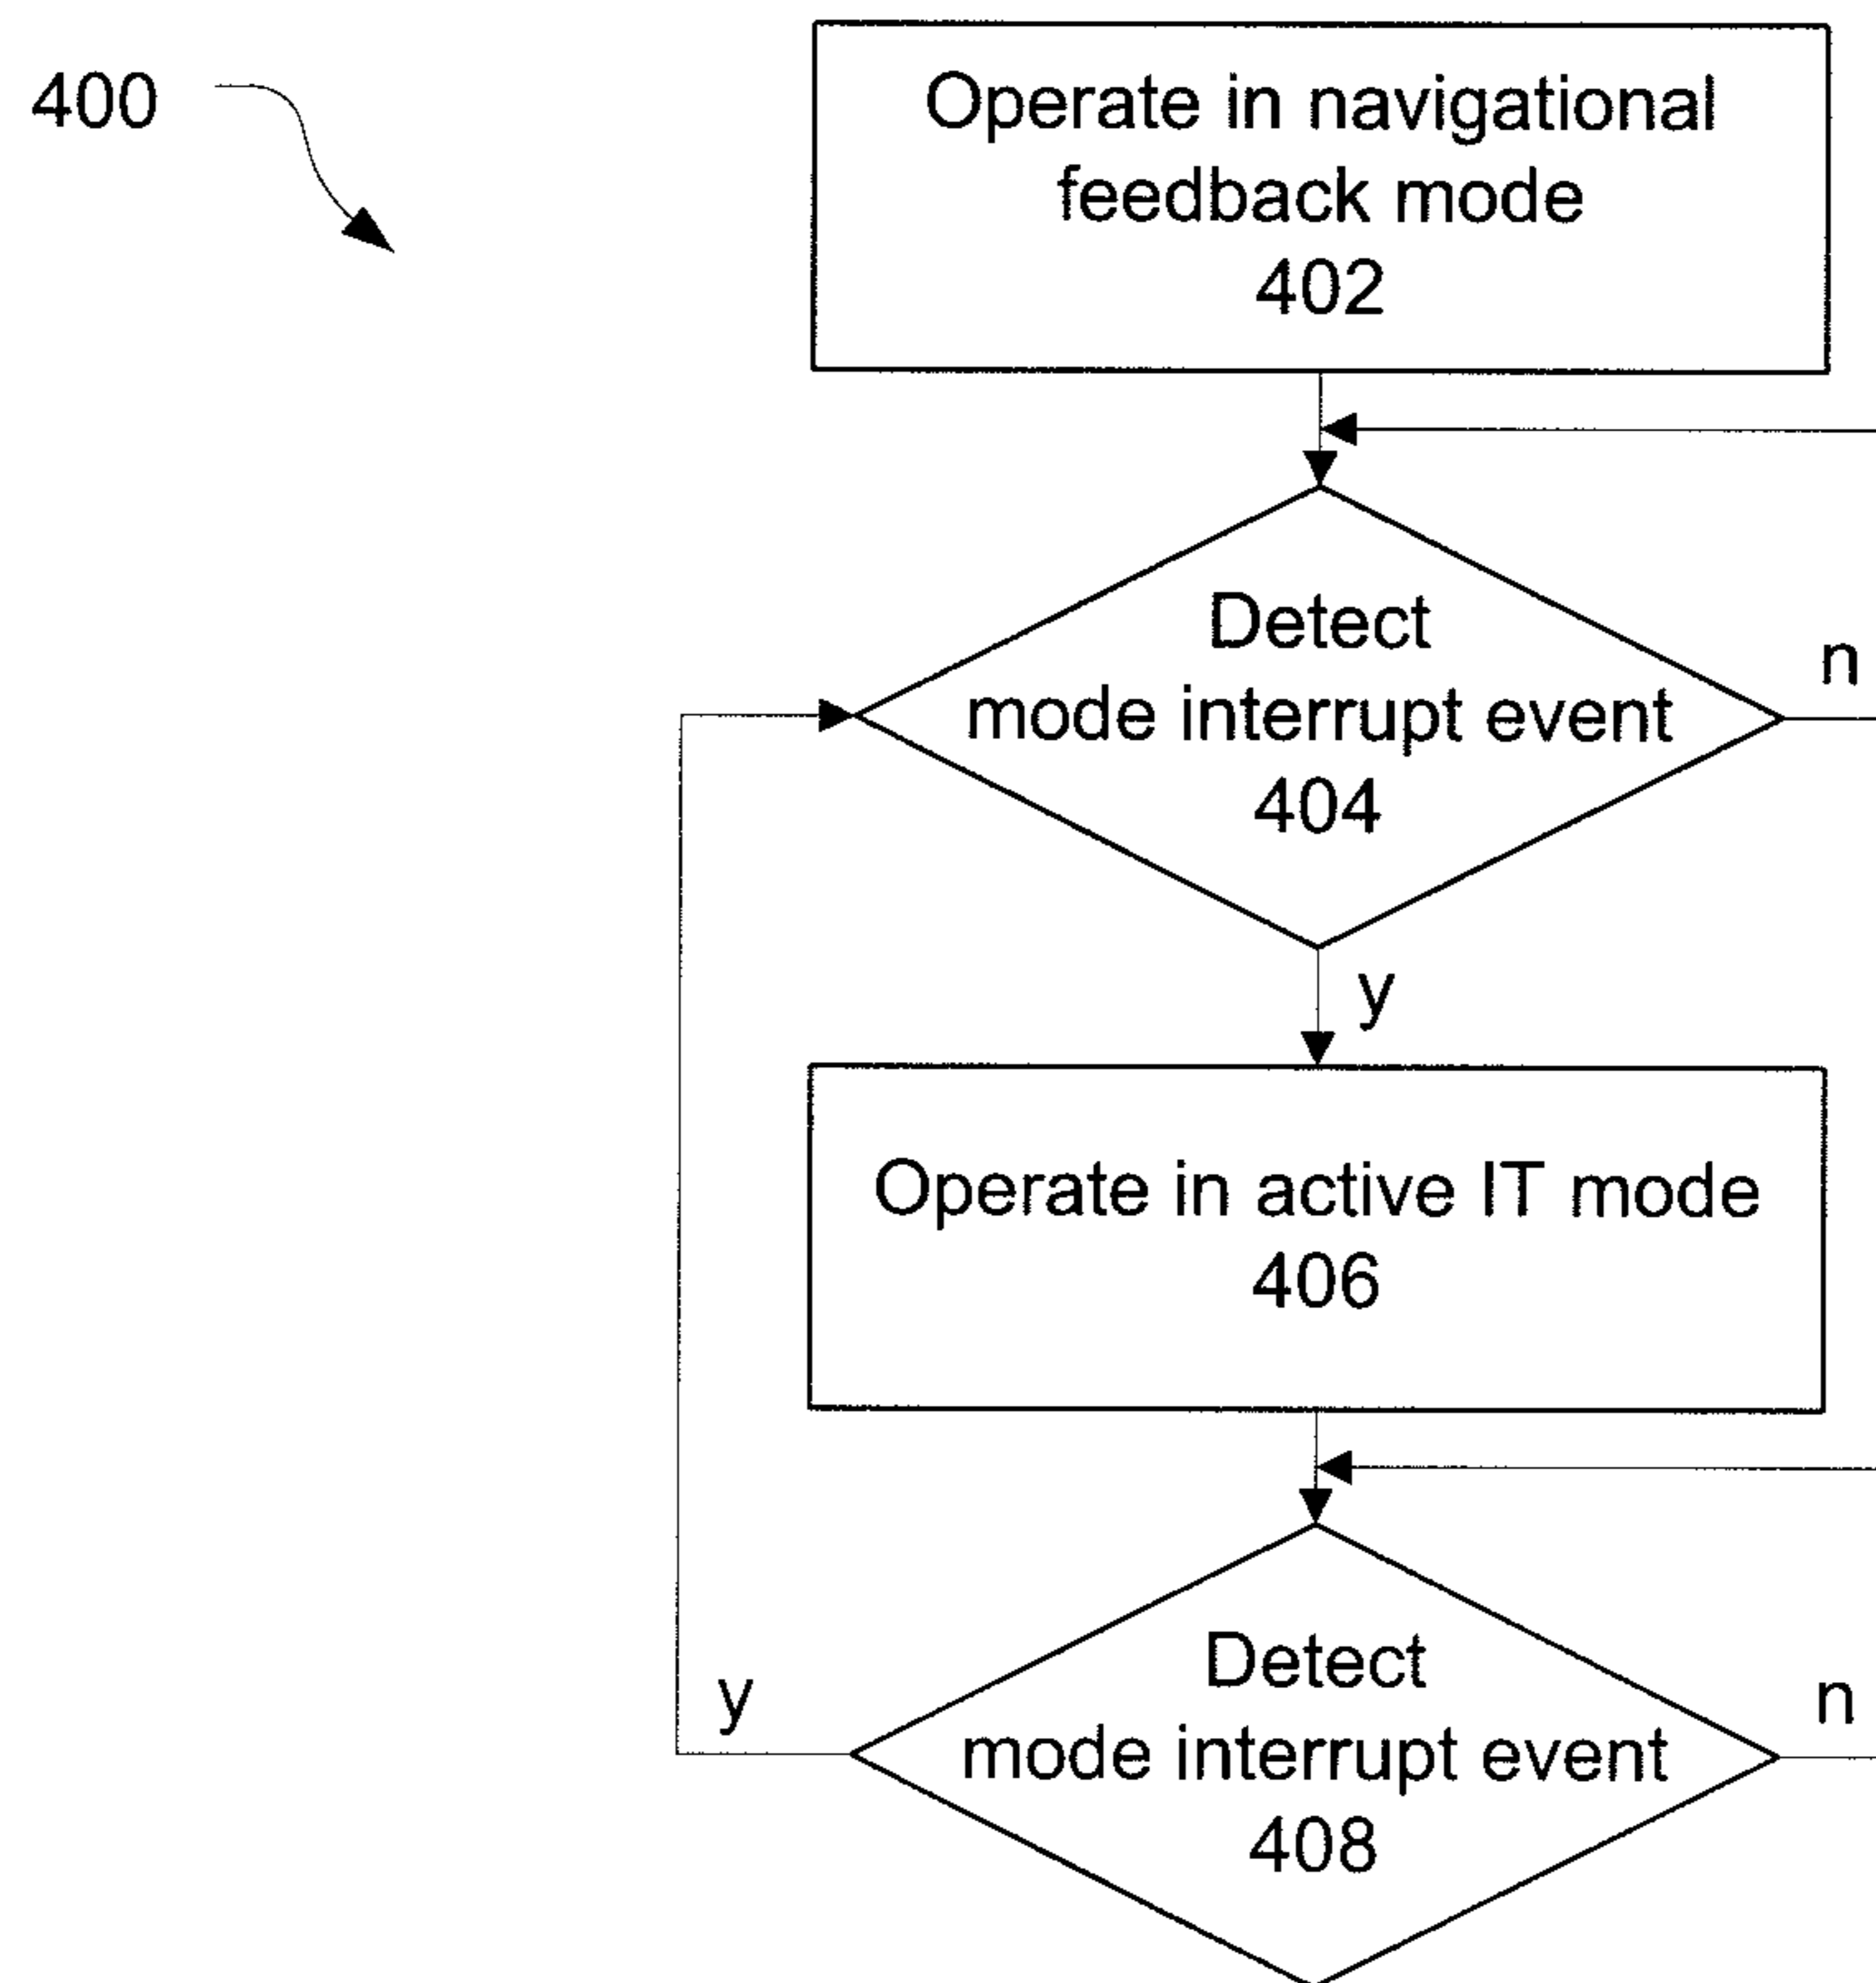 400
Operate in navigational
feedback mode
402
Detect
mode interrupt event
404
n
y
Operate in active IT mode
406
Detect
mode interrupt event
408
y
n